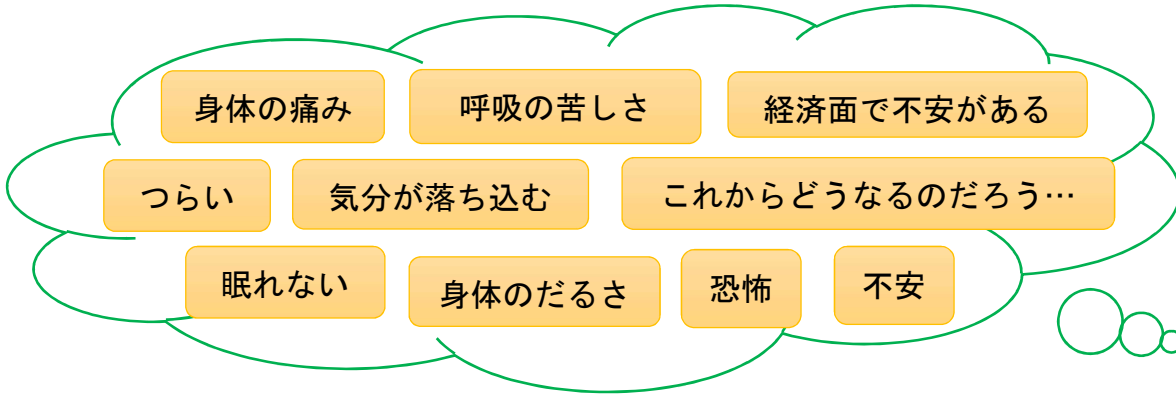 身体の痛み
呼吸の苦しさ
経済面で不安がある
つらい
気分が落ち込む
これからどうなるのだろう…
眠れない
身体のだるさ
恐怖
不安